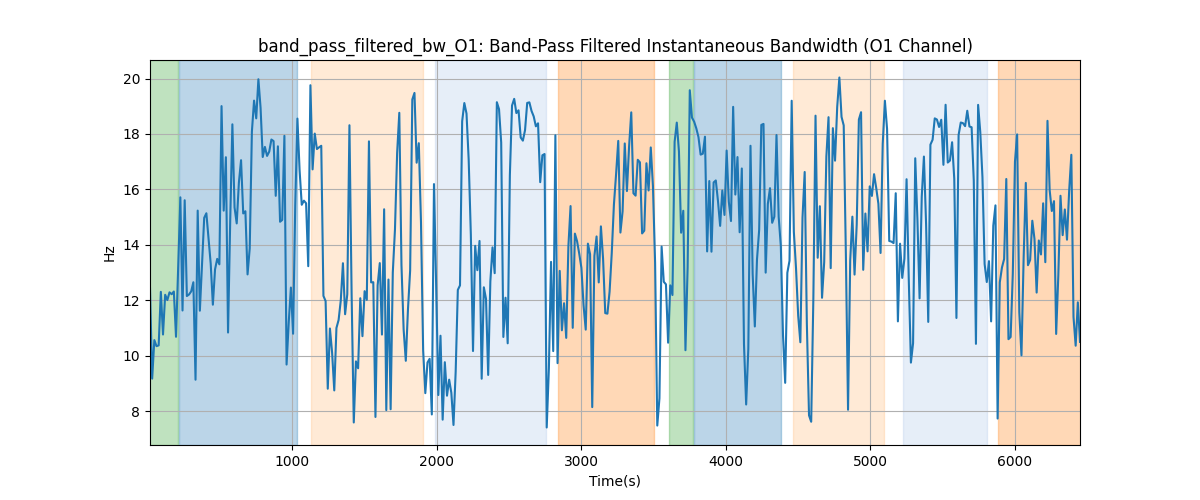 band_pass_filtered_bw_O1: Band-Pass Filtered Instantaneous Bandwidth (O1 Channel)
20
18
16
14
12
10
8
Hz
1000 2000 3000 4000 5000 6000
Time(s)